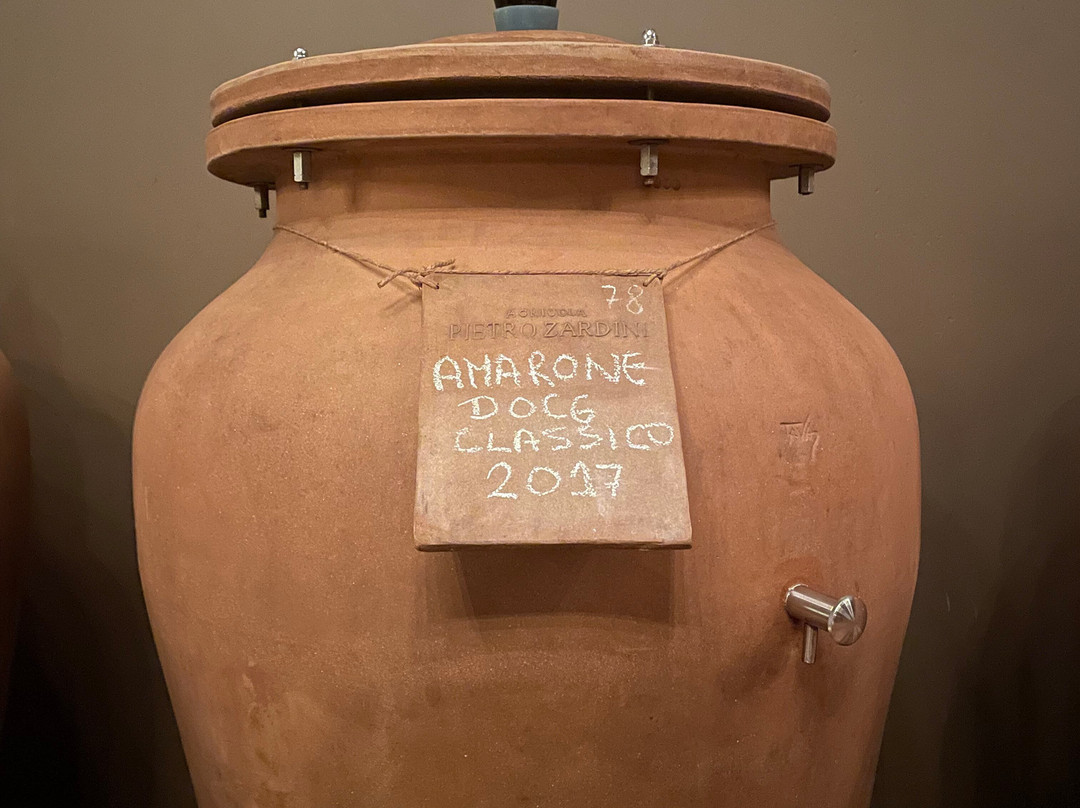 78
AGRICOLA
PIETRO ZARDINI
AMARONE
DOCG
CLASSICO
2017